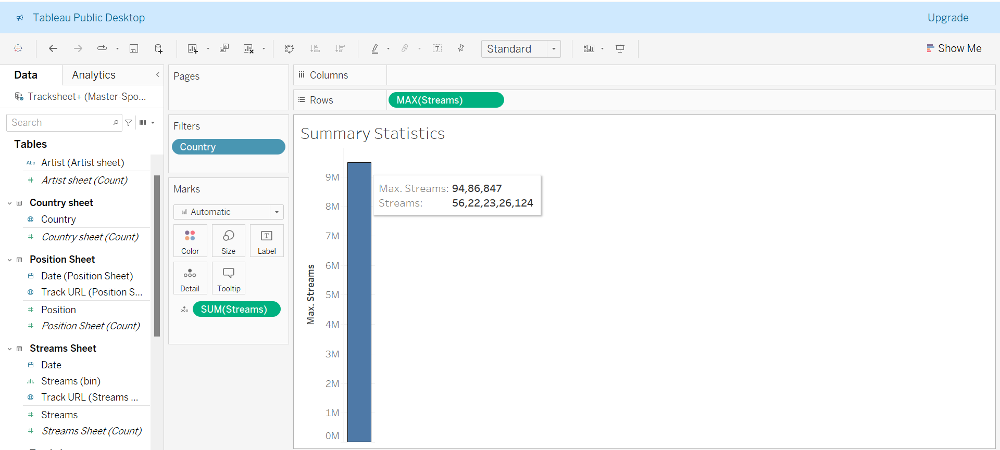 Tableau Public Desktop
Upgrade
Standard
Show Me
Data
Analytics
Tracksheet+ (Master-Spo...
Search
Tables
Abc Artist (Artist sheet)
Artist sheet (Count)
Country sheet
Country
Country sheet (Count)
Position Sheet
Date (Position Sheet)
Track URL (Position S...
Position
Position Sheet (Count)
Streams Sheet
Date
Streams (bin)
Track URL (Streams ...
Streams
Streams Sheet (Count)
Pages
Filters
Country
Marks
Automatic
Color
Size
Label
Detail
Tooltip
SUM(Streams)
Columns
Rows
MAX(Streams)
Summary Statistics
Max. Streams
9M
8M
7M
6M
5M
4M
3M
2M
1M
0M
Max. Streams: 94,86,847
Streams: 56,22,23,26,124